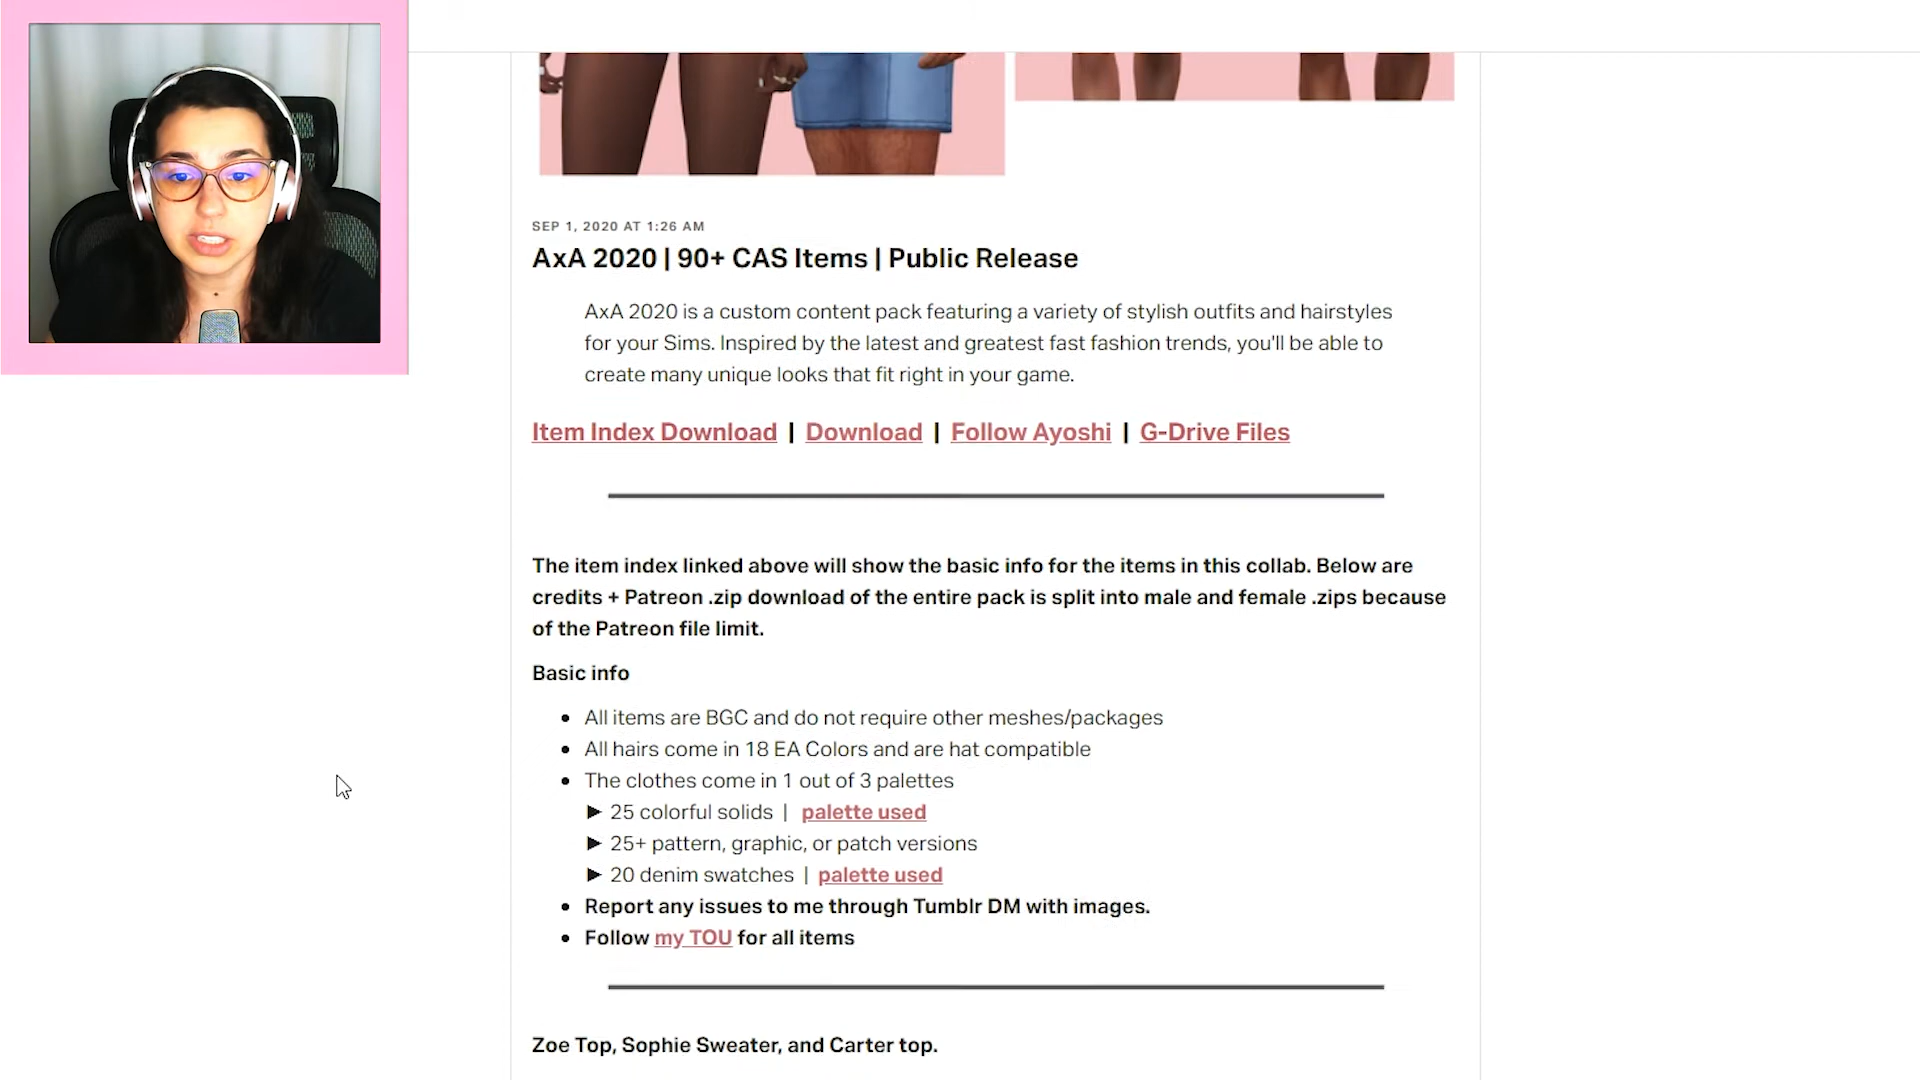 SEP 1, 2020 AT 1:26 AM
AxA 2020 | 90+ CAS Items | Public Release
AxA 2020 is a custom content pack featuring a variety of stylish outfits and hairstyles
for your Sims. Inspired by the latest and greatest fast fashion trends, you'll be able to
create many unique looks that fit right in your game.
Item Index Download | Download | Follow Ayoshi | G-Drive Files
The item index linked above will show the basic info for the items in this collab. Below are
credits + Patreon .zip download of the entire pack is split into male and female .zips because
of the Patreon file limit.
Basic info
• All items are BGC and do not require other meshes/packages
• All hairs come in 18 EA Colors and are hat compatible
• The clothes come in 1 out of 3 palettes
► 25 colorful solids | palette used
► 25+ pattern, graphic, or patch versions
► 20 denim swatches | palette used
• Report any issues to me through Tumblr DM with images.
• Follow my TOU for all items
Zoe Top, Sophie Sweater, and Carter top.